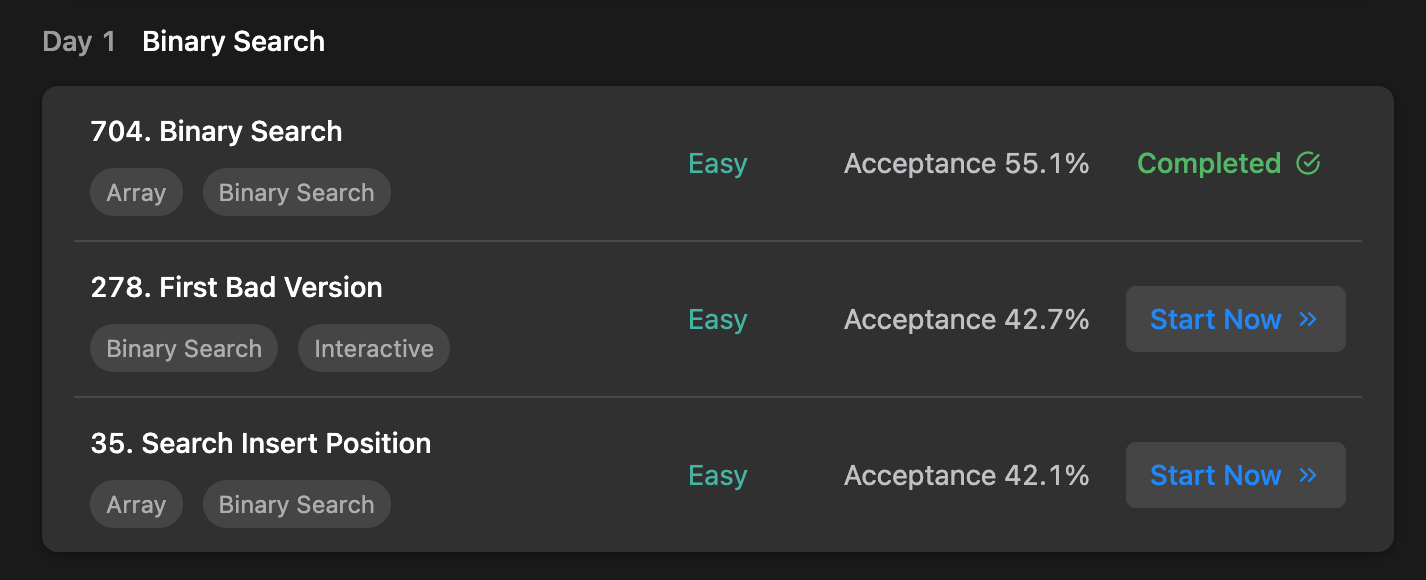 Day 1 Binary Search
704. Binary Search
Array Binary Search
Easy
Acceptance 55.1%
Completed
278. First Bad Version
Binary Search Interactive
Easy
Acceptance 42.7%
Start Now
35. Search Insert Position
Array Binary Search
Easy
Acceptance 42.1%
Start Now